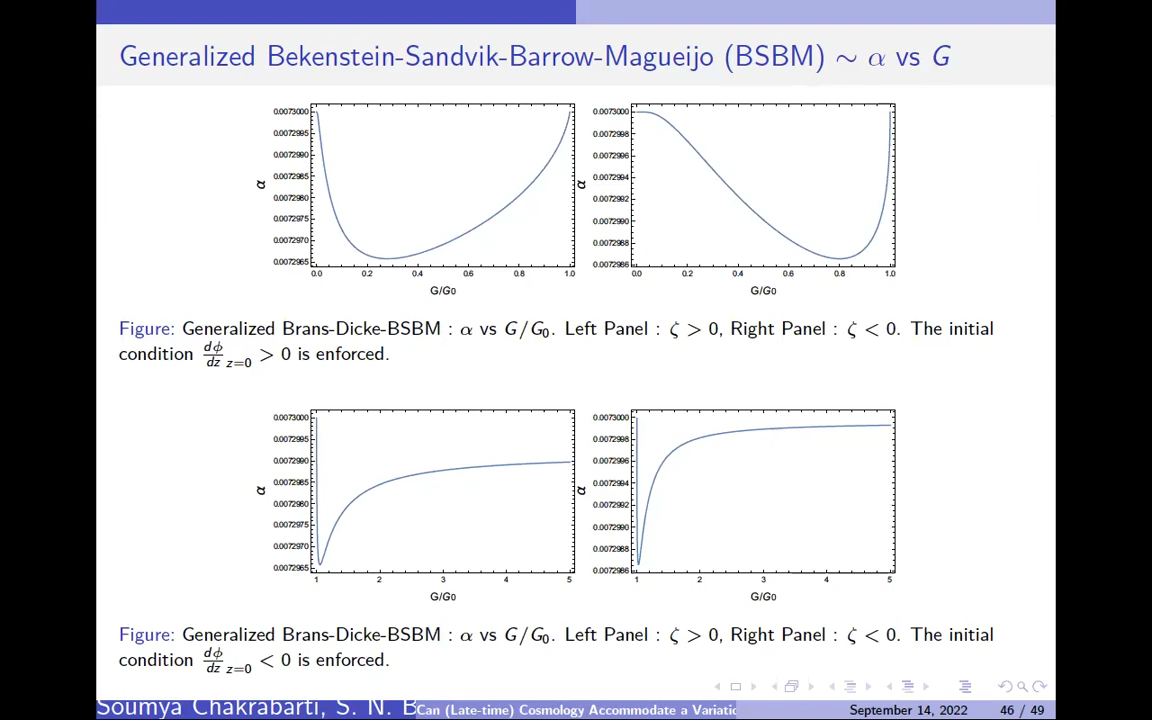 Generalized Bekenstein-Sandvik-Barrow-Magueijo (BSBM) ∼ α vs G
0.0073000
0.0072995
0.0072990
0.0072985
0.0072980
0.0072975
0.0072970
0.0072965
α
0.0 0.2 0.4 0.6 0.8 1.0
G/G0
0.0073000
0.0072998
0.0072996
0.0072994
0.0072992
0.0072990
0.0072988
0.0072986
α
0.0 0.2 0.4 0.6 0.8 1.0
G/G0
Figure: Generalized Brans-Dicke-BSBM : α vs G/G₀. Left Panel : ζ > 0, Right Panel : ζ < 0. The initial
condition dϕ/dz z=0 > 0 is enforced.
0.0073000
0.0072995
0.0072990
0.0072985
0.0072980
0.0072975
0.0072970
0.0072965
α
1 2 3 4 5
G/G0
0.0073000
0.0072998
0.0072996
0.0072994
0.0072992
0.0072990
0.0072988
0.0072986
α
1 2 3 4 5
G/G0
Figure: Generalized Brans-Dicke-BSBM : α vs G/G₀. Left Panel : ζ > 0, Right Panel : ζ < 0. The initial
condition dϕ/dz z=0 < 0 is enforced.
Soumya Chakrabarti, S. N. B Can (Late-time) Cosmology Accommodate a Variatio September 14, 2022 46 / 49